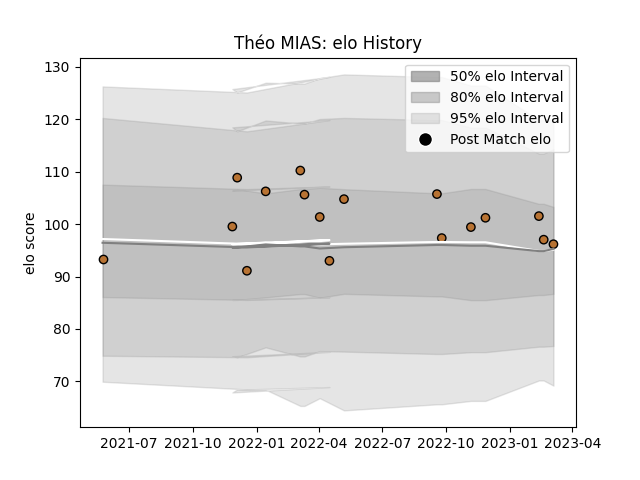 Théo MIAS: elo History
130
120
110
100
90
80
70
elo score
50% elo Interval
80% elo Interval
95% elo Interval
Post Match elo
2021-07 2021-10 2022-01 2022-04 2022-07 2022-10 2023-01 2023-04